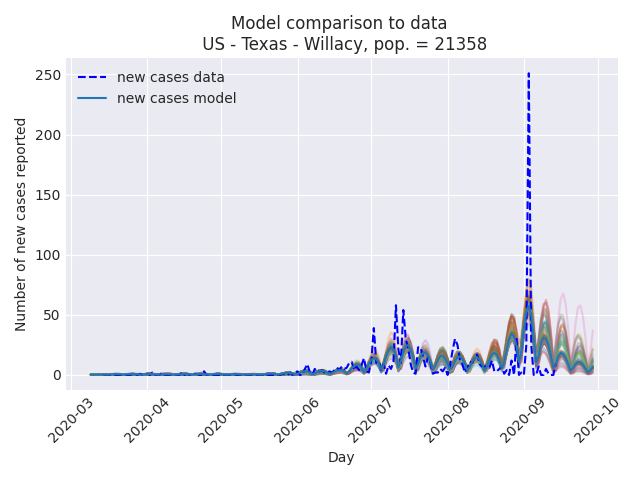 Model comparison to data
US - Texas - Willacy, pop. = 21358
new cases data
new cases model
Number of new cases reported
250
200
150
100
50
0
2020-03
2020-04
2020-05
2020-06
2020-07
2020-08
2020-09
2020-10
Day